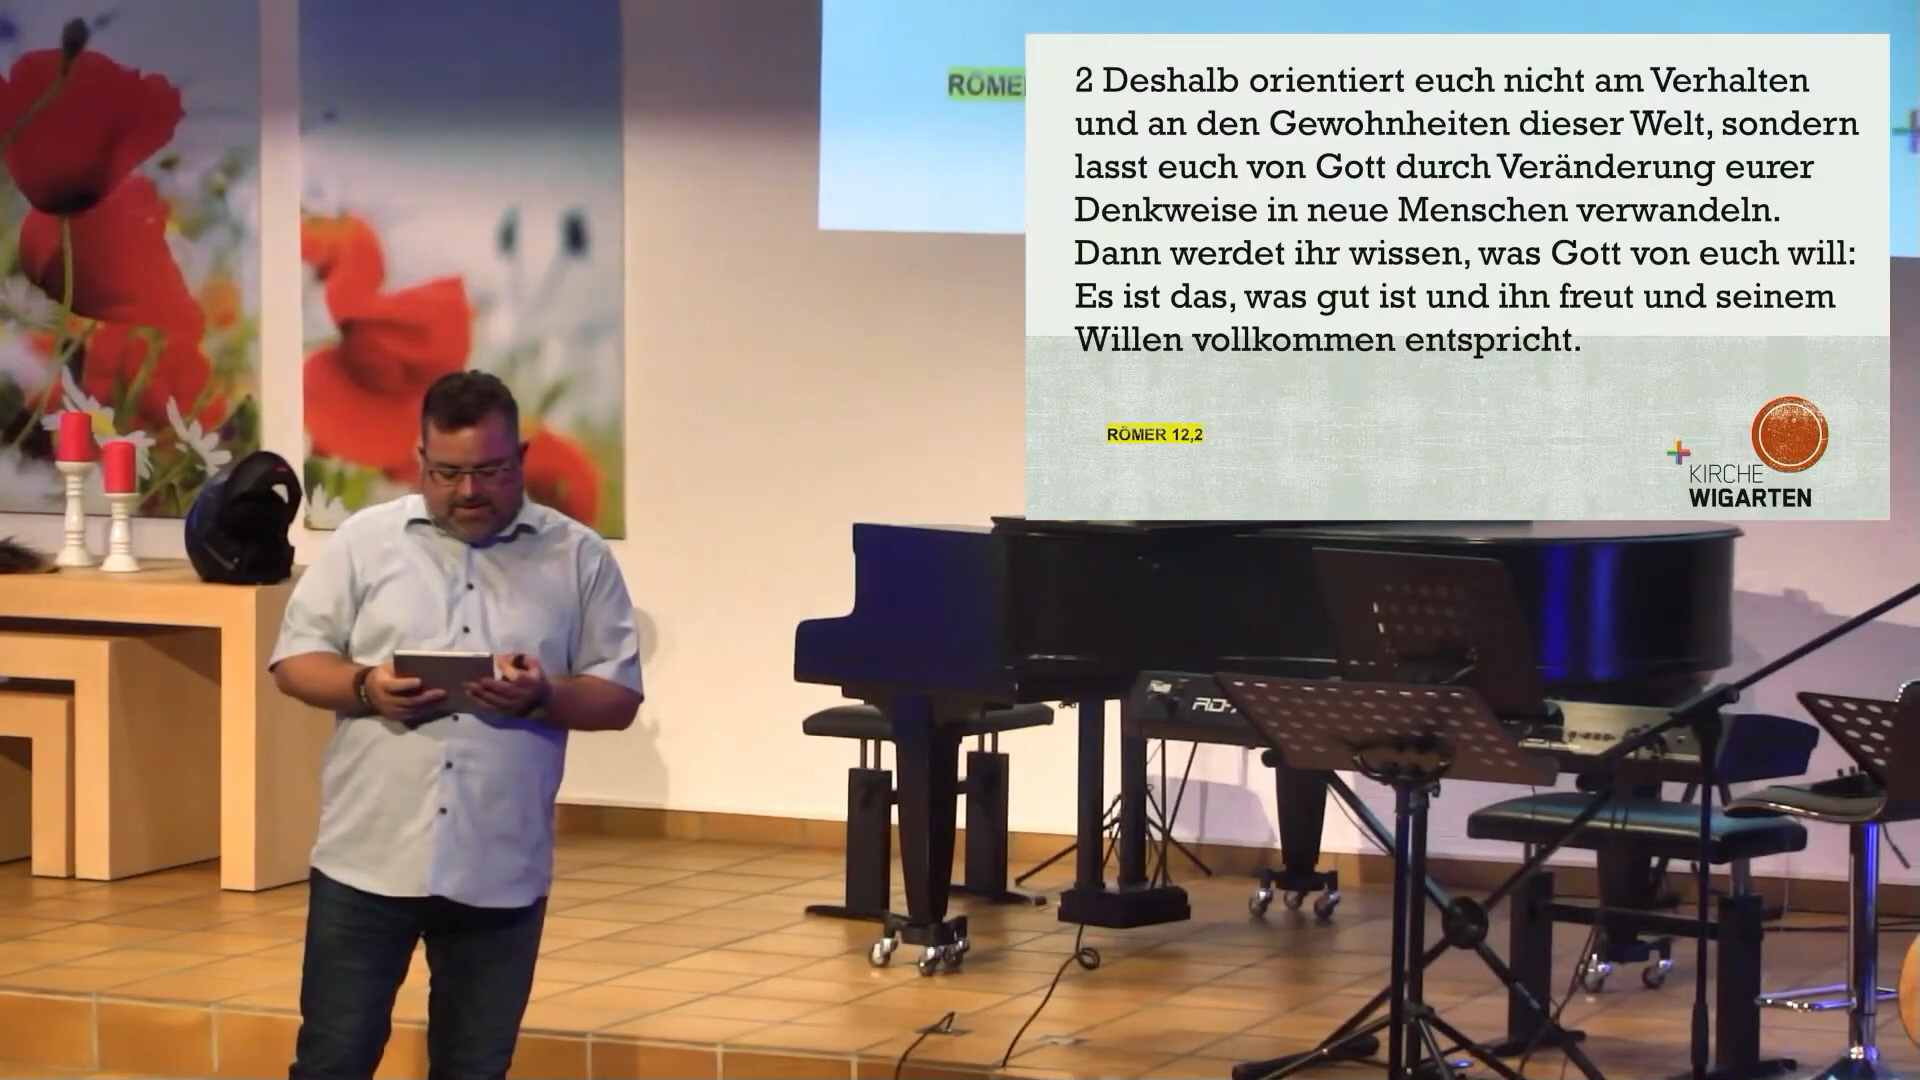 RÖME
2 Deshalb orientiert euch nicht am Verhalten
und an den Gewohnheiten dieser Welt, sondern
lasst euch von Gott durch Veränderung eurer
Denkweise in neue Menschen verwandeln.
Dann werdet ihr wissen, was Gott von euch will:
Es ist das, was gut ist und ihn freut und seinem
Willen vollkommen entspricht.
RÖMER 12,2
KIRCHE
WIGARTEN
RD-